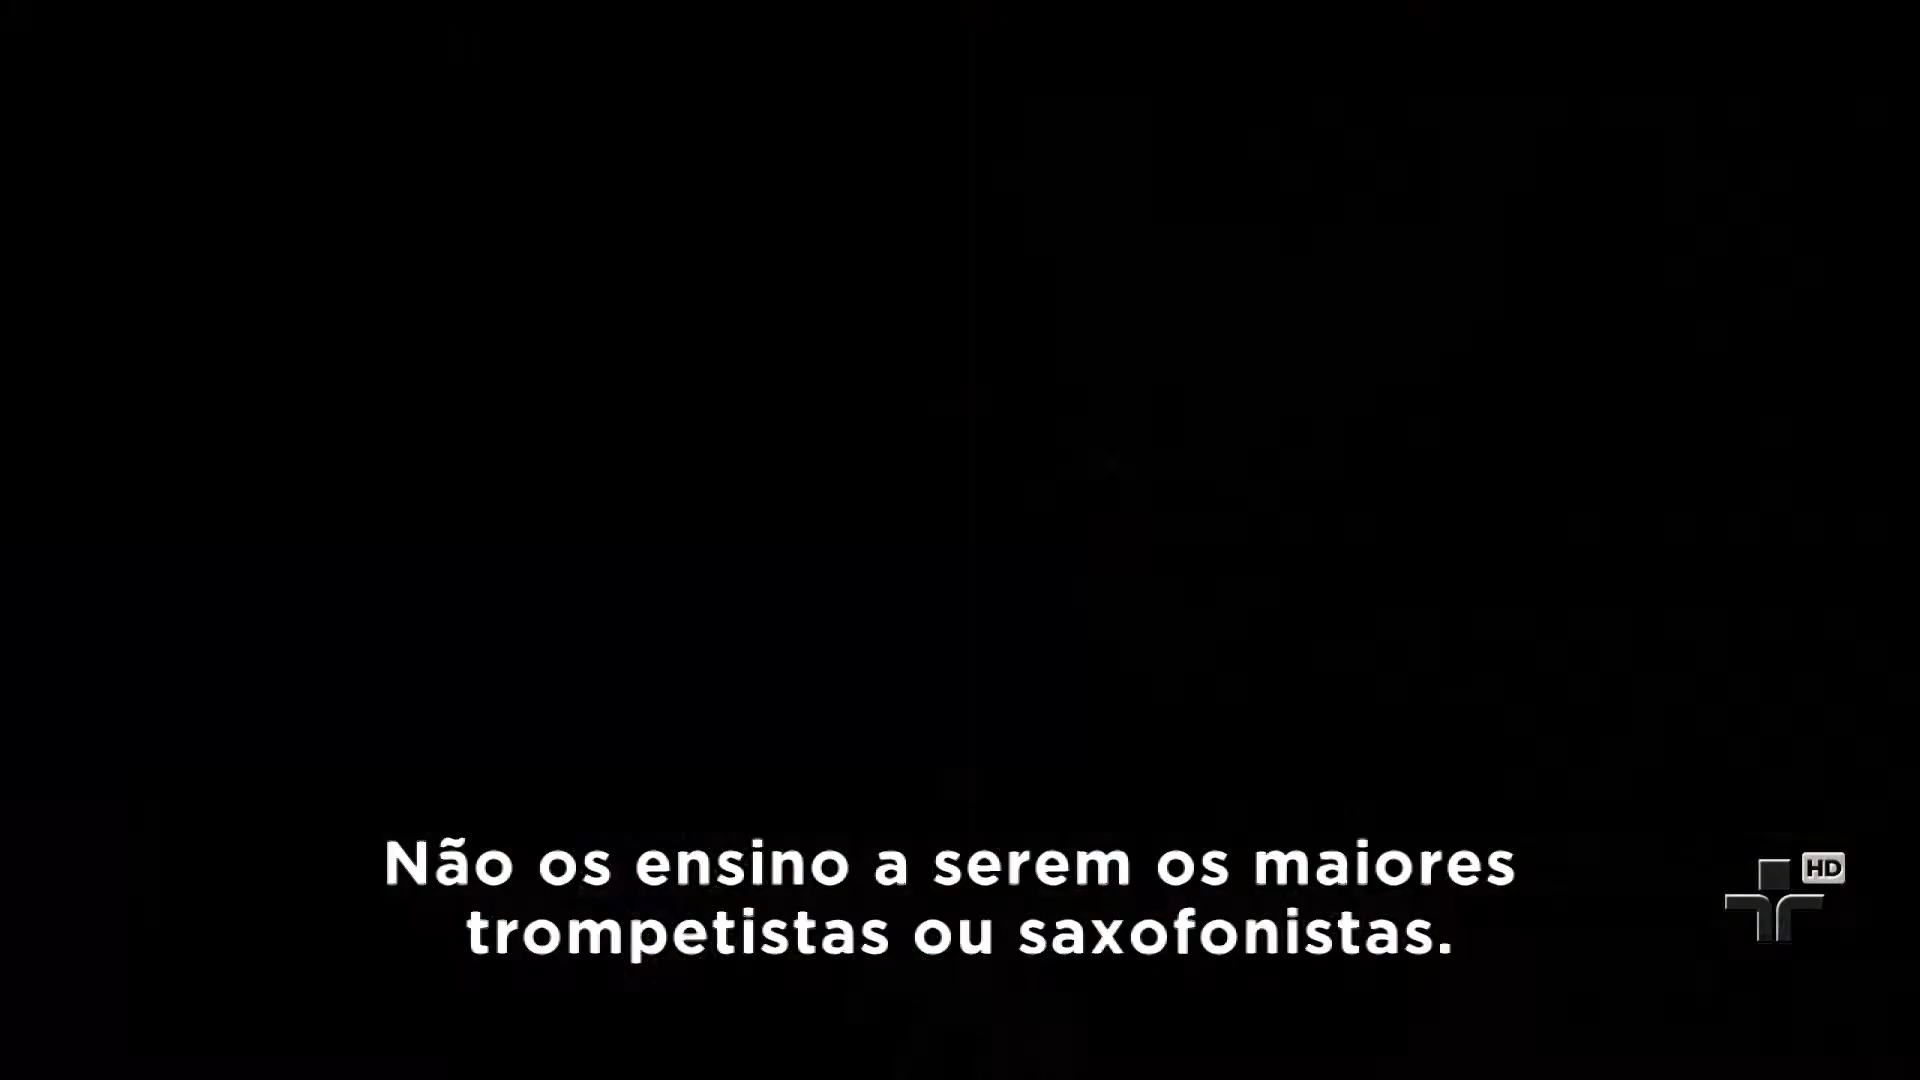 Não os ensino a serem os maiores
trompetistas ou saxofonistas.
HD